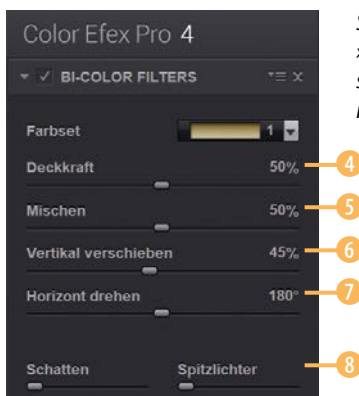 Color Efex Pro 4
BI-COLOR FILTERS
Farbset 1
Deckkraft 50% 4
Mischen 50% 5
Vertikal verschieben 45% 6
Horizont drehen 180° 7
Schatten Spitzlichter 8